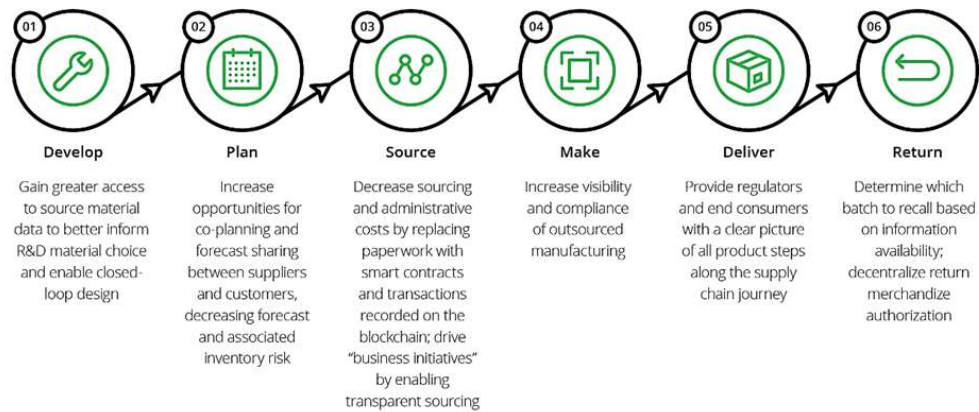 01
Develop
Gain greater access
to source material
data to better inform
R&D material choice
and enable closed-
loop design
02
Plan
Increase
opportunities for
co-planning and
forecast sharing
between suppliers
and customers,
decreasing forecast
and associated
inventory risk
03
Source
Decrease sourcing
and administrative
costs by replacing
paperwork with
smart contracts
and transactions
recorded on the
blockchain; drive
“business initiatives”
by enabling
transparent sourcing
04
Make
Increase visibility
and compliance
of outsourced
manufacturing
05
Deliver
Provide regulators
and end consumers
with a clear picture
of all product steps
along the supply
chain journey
06
Return
Determine which
batch to recall based
on information
availability;
decentralize return
merchandize
authorization